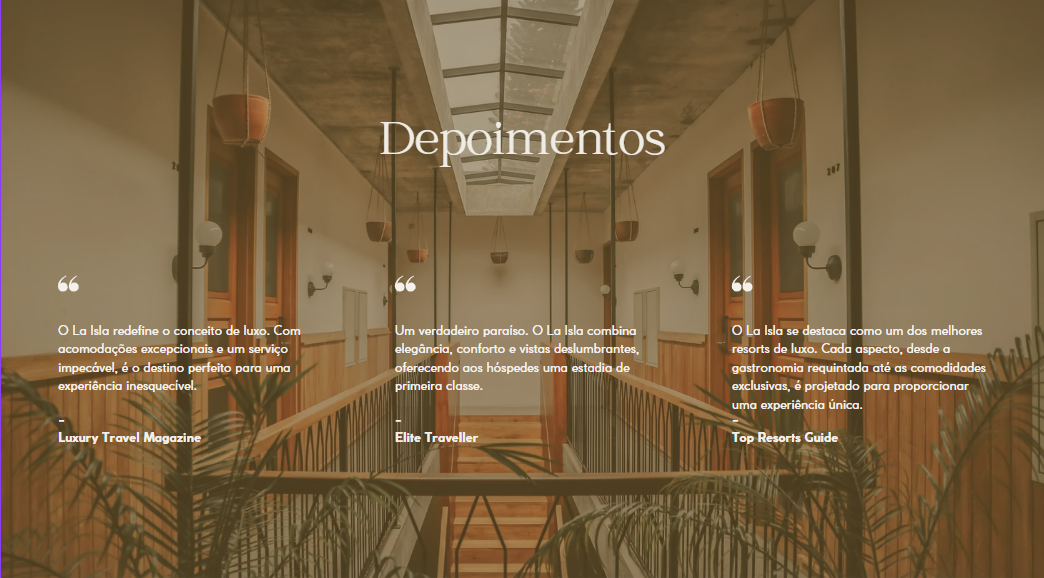 Depoimentos
“
O La Isla redefine o conceito de luxo. Com
acomodações excepcionais e um serviço
impecável, é o destino perfeito para uma
experiência inesquecível.
–
Luxury Travel Magazine
“
Um verdadeiro paraíso. O La Isla combina
elegância, conforto e vistas deslumbrantes,
oferecendo aos hóspedes uma estadia de
primeira classe.
–
Elite Traveller
“
O La Isla se destaca como um dos melhores
resorts de luxo. Cada aspecto, desde a
gastronomia requintada até as comodidades
exclusivas, é projetado para proporcionar
uma experiência única.
–
Top Resorts Guide